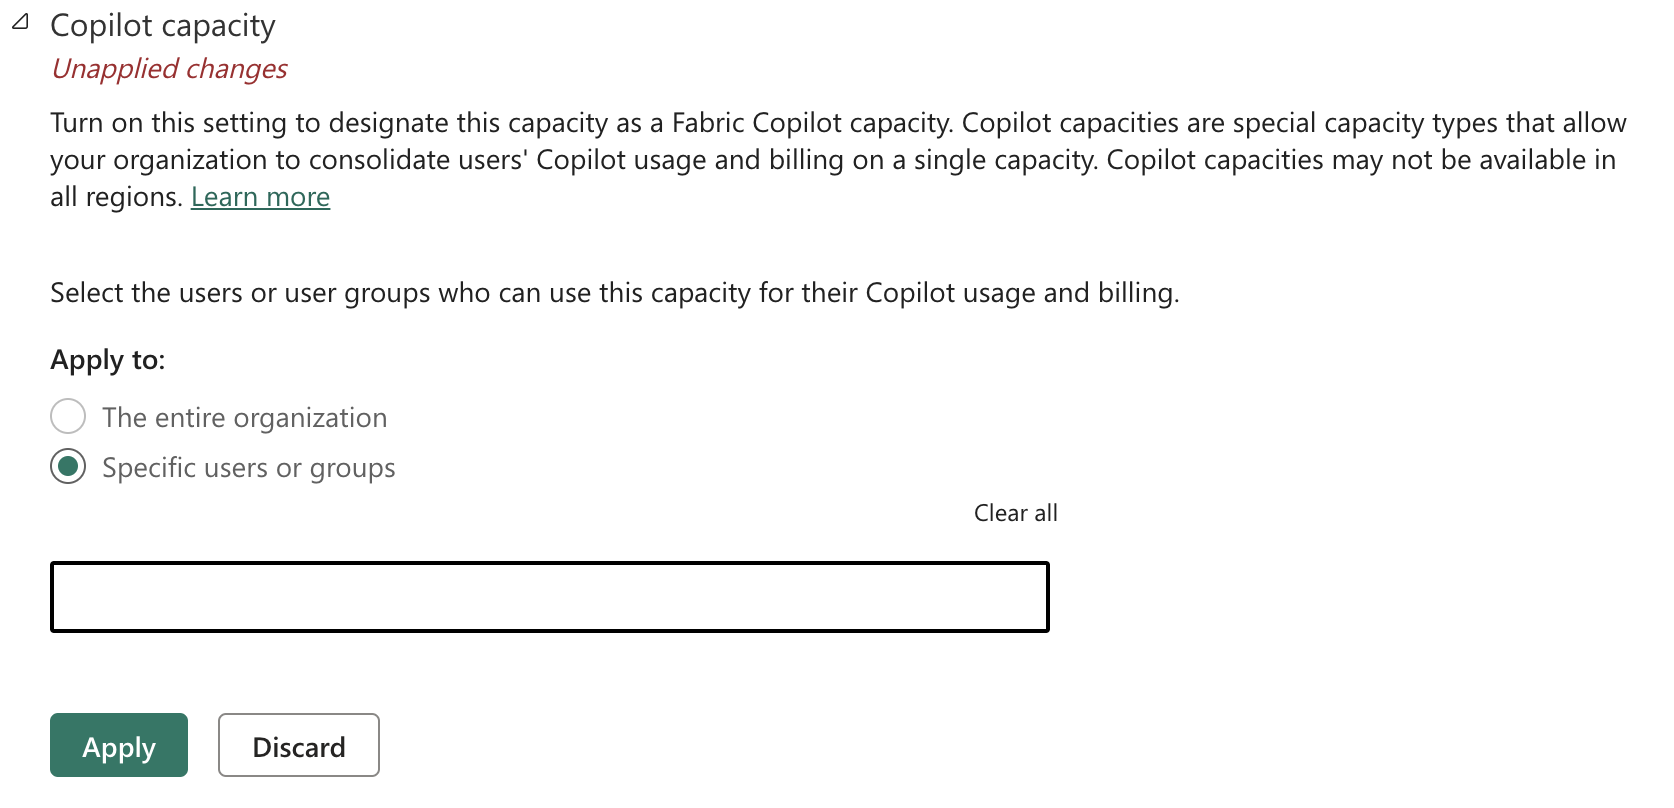 Copilot capacity
Unapplied changes
Turn on this setting to designate this capacity as a Fabric Copilot capacity. Copilot capacities are special capacity types that allow
your organization to consolidate users' Copilot usage and billing on a single capacity. Copilot capacities may not be available in
all regions. Learn more
Select the users or user groups who can use this capacity for their Copilot usage and billing.
Apply to:
The entire organization
Specific users or groups
Clear all
Apply
Discard